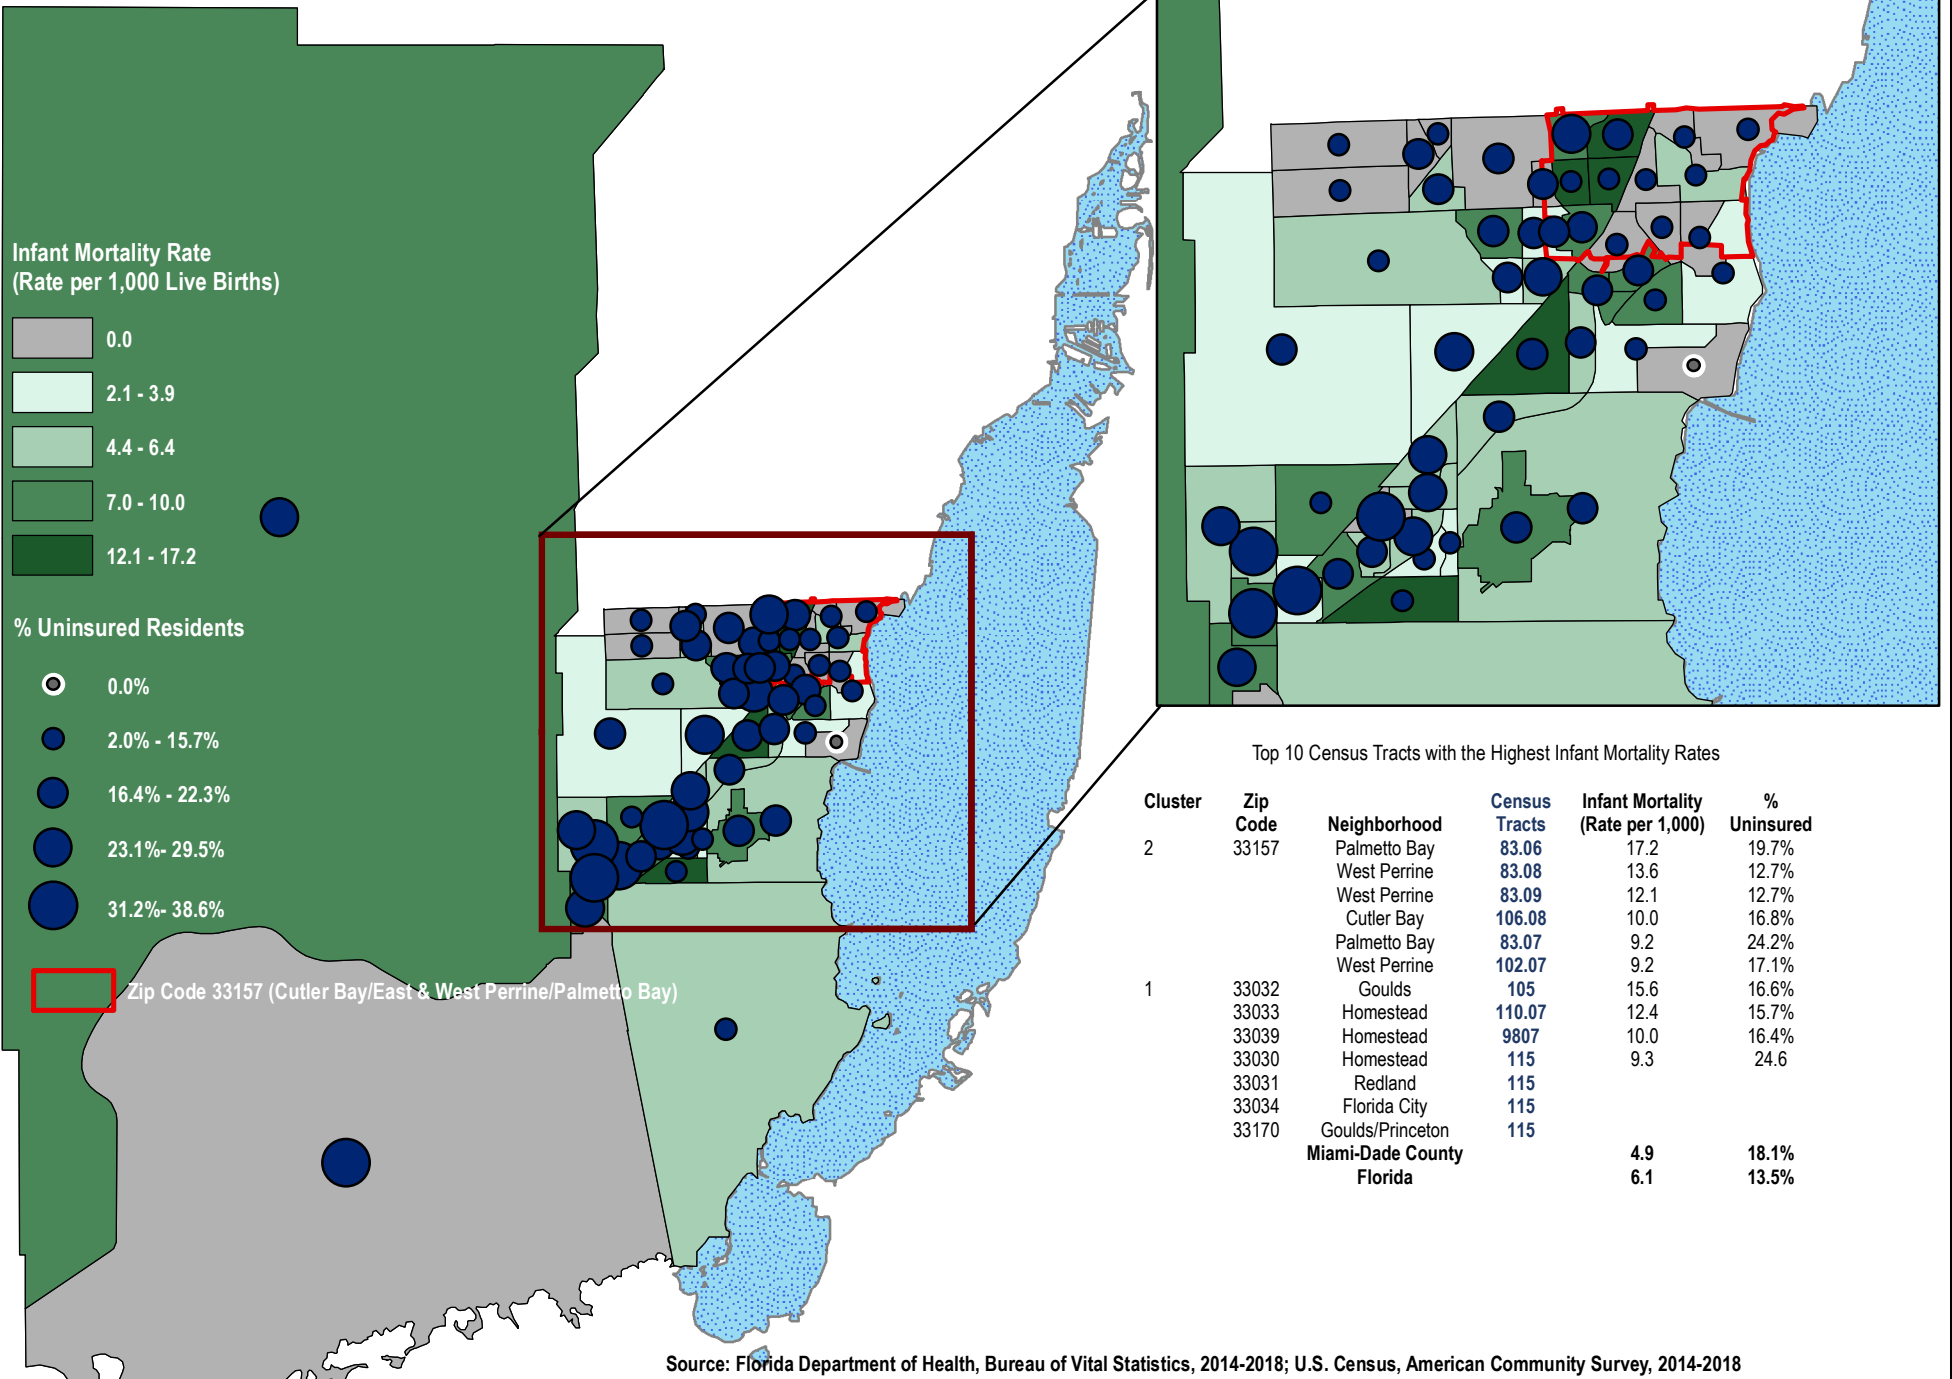 Infant Mortality Rate
(Rate per 1,000 Live Births)
0.0
2.1 - 3.9
4.4 - 6.4
7.0 - 10.0
12.1 - 17.2
% Uninsured Residents
0.0%
2.0% - 15.7%
16.4% - 22.3%
23.1%- 29.5%
31.2%- 38.6%
Zip Code 33157 (Cutler Bay/East & West Perrine/Palmetto Bay)
Top 10 Census Tracts with the Highest Infant Mortality Rates
Cluster Zip Census Infant Mortality %
Code Neighborhood Tracts (Rate per 1,000) Uninsured
2 33157 Palmetto Bay 83.06 17.2 19.7%
West Perrine 83.08 13.6 12.7%
West Perrine 83.09 12.1 12.7%
Cutler Bay 106.08 10.0 16.8%
Palmetto Bay 83.07 9.2 24.2%
West Perrine 102.07 9.2 17.1%
1 33032 Goulds 105 15.6 16.6%
33033 Homestead 110.07 12.4 15.7%
33039 Homestead 9807 10.0 16.4%
33030 Homestead 115 9.3 24.6
33031 Redland 115
33034 Florida City 115
33170 Goulds/Princeton 115
Miami-Dade County 4.9 18.1%
Florida 6.1 13.5%
Source: Florida Department of Health, Bureau of Vital Statistics, 2014-2018; U.S. Census, American Community Survey, 2014-2018